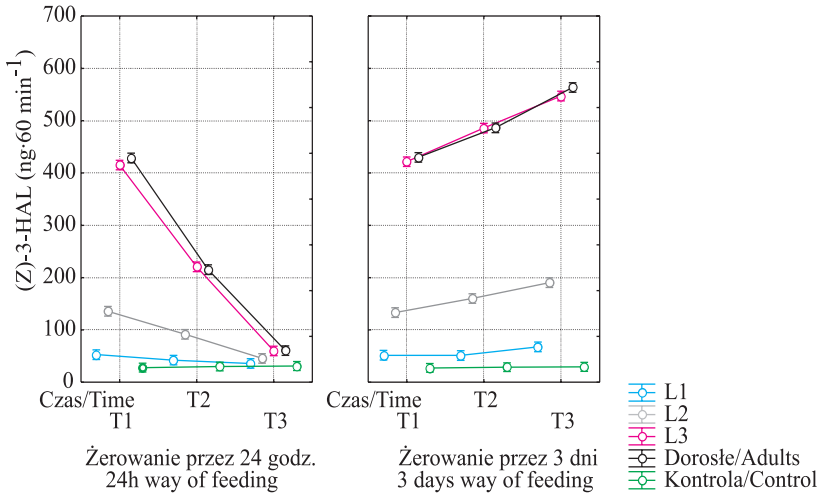 (Z)-3-HAL (ng·60 min⁻¹)
700
600
500
400
300
200
100
0
Czas/Time
T1
T2
T3
Żerowanie przez 24 godz.
24h way of feeding
Czas/Time
T1
T2
T3
Żerowanie przez 3 dni
3 days way of feeding
L1
L2
L3
Dorosłe/Adults
Kontrola/Control